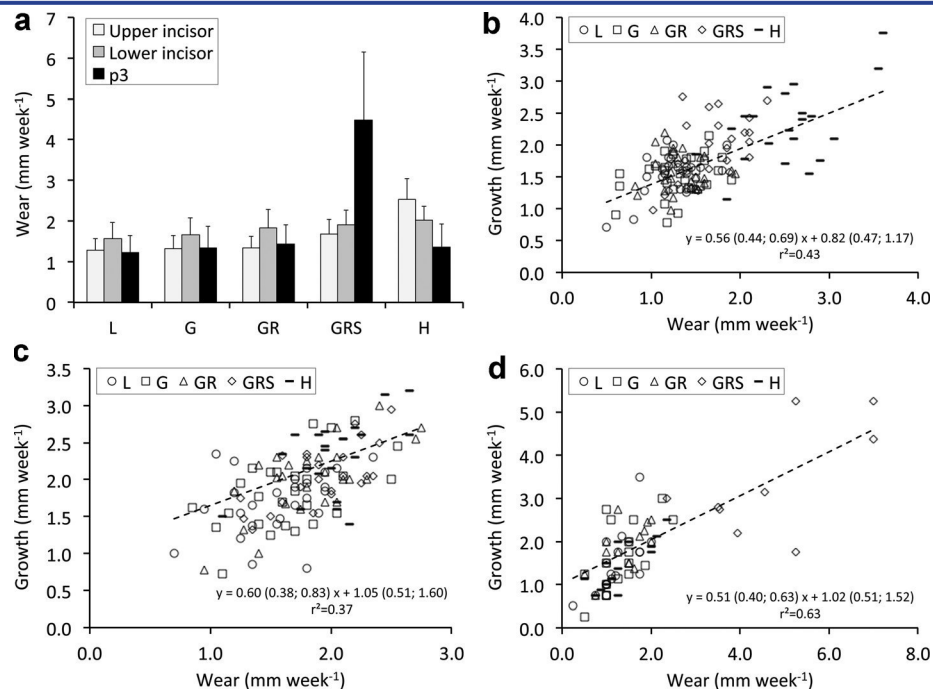 a
7
6
5
4
3
2
1
0
Wear (mm week⁻¹)
Upper incisor
Lower incisor
p3
L G GR GRS H
b
4.0
3.5
3.0
2.5
2.0
1.5
1.0
0.5
0.0
Growth (mm week⁻¹)
L G GR GRS H
y = 0.56 (0.44; 0.69) x + 0.82 (0.47; 1.17)
r²=0.43
0.0 1.0 2.0 3.0 4.0
Wear (mm week⁻¹)
c
3.5
3.0
2.5
2.0
1.5
1.0
0.5
0.0
Growth (mm week⁻¹)
L G GR GRS H
y = 0.60 (0.38; 0.83) x + 1.05 (0.51; 1.60)
r²=0.37
0.0 1.0 2.0 3.0
Wear (mm week⁻¹)
d
6.0
5.0
4.0
3.0
2.0
1.0
0.0
Growth (mm week⁻¹)
L G GR GRS H
y = 0.51 (0.40; 0.63) x + 1.02 (0.51; 1.52)
r²=0.63
0.0 2.0 4.0 6.0 8.0
Wear (mm week⁻¹)